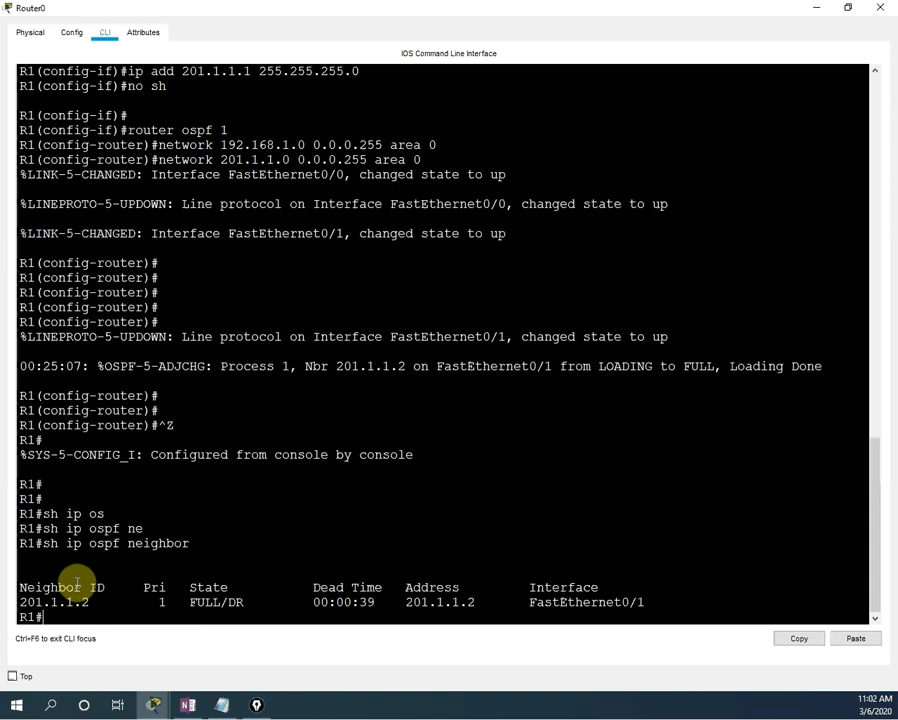 Router0
Physical Config CLI Attributes
IOS Command Line Interface
R1(config-if)#ip add 201.1.1.1 255.255.255.0
R1(config-if)#no sh
R1(config-if)#
R1(config-if)#router ospf 1
R1(config-router)#network 192.168.1.0 0.0.0.255 area 0
R1(config-router)#network 201.1.1.0 0.0.0.255 area 0
%LINK-5-CHANGED: Interface FastEthernet0/0, changed state to up
%LINEPROTO-5-UPDOWN: Line protocol on Interface FastEthernet0/0, changed state to up
%LINK-5-CHANGED: Interface FastEthernet0/1, changed state to up
R1(config-router)#
R1(config-router)#
R1(config-router)#
R1(config-router)#
R1(config-router)#
%LINEPROTO-5-UPDOWN: Line protocol on Interface FastEthernet0/1, changed state to up
00:25:07: %OSPF-5-ADJCHG: Process 1, Nbr 201.1.1.2 on FastEthernet0/1 from LOADING to FULL, Loading Done
R1(config-router)#
R1(config-router)#
R1(config-router)#^Z
R1#
%SYS-5-CONFIG_I: Configured from console by console
R1#
R1#
R1#sh ip os
R1#sh ip ospf ne
R1#sh ip ospf neighbor
Neighbor ID Pri State Dead Time Address Interface
201.1.1.2 1 FULL/DR 00:00:39 201.1.1.2 FastEthernet0/1
R1#
Ctrl+F6 to exit CLI focus
Copy Paste
Top
11:02 AM
3/6/2020